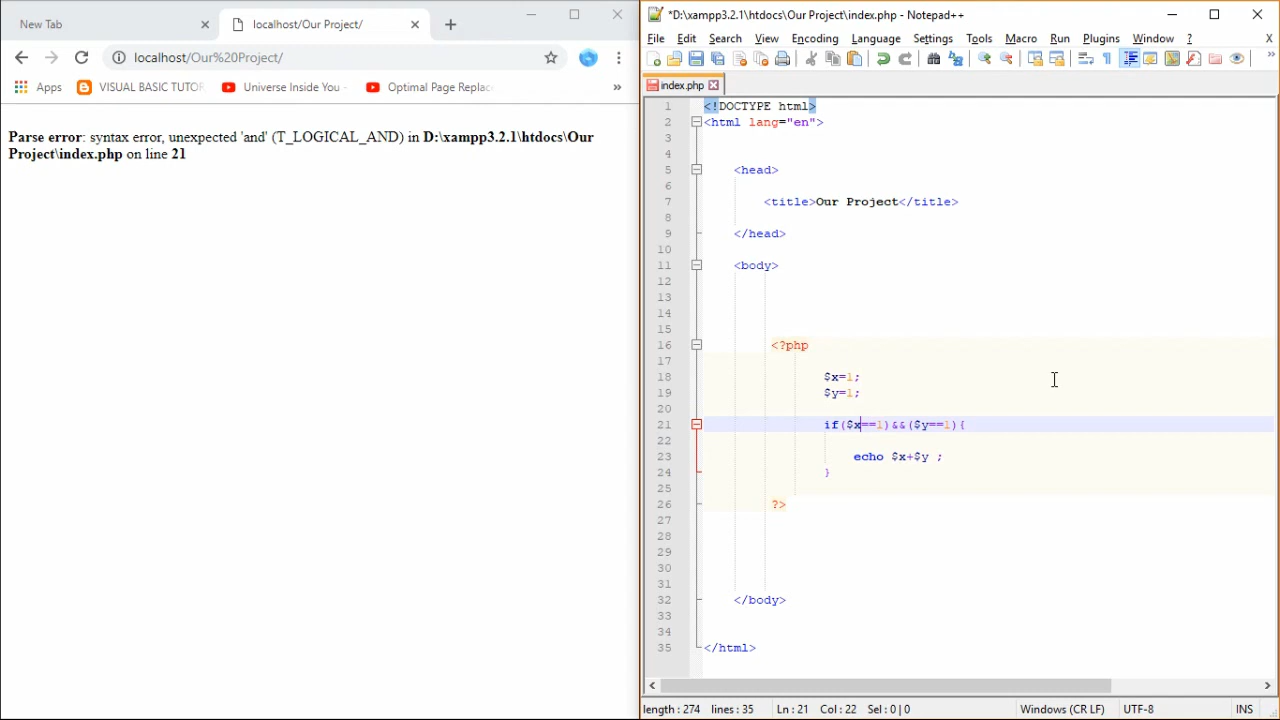 New Tab
localhost/Our Project/
localhost/Our%20Project/
Apps
VISUAL BASIC TUTO
Universe Inside You -
Optimal Page Replac
Parse error: syntax error, unexpected 'and' (T_LOGICAL_AND) in D:\xampp3.2.1\htdocs\Our
Project\index.php on line 21
*D:\xampp3.2.1\htdocs\Our Project\index.php - Notepad++
File Edit Search View Encoding Language Settings Tools Macro Run Plugins Window ? X
index.php
1 <!DOCTYPE html>
2 <html lang="en">
3
4
5 <head>
6
7 <title>Our Project</title>
8
9 </head>
10
11 <body>
12
13
14
15
16 <?php
17
18 $x=1;
19 $y=1;
20
21 if($x==1)&&($y==1){
22
23 echo $x+$y ;
24 }
25
26 ?>
27
28
29
30
31
32 </body>
33
34
35 </html>
length : 274 lines : 35 Ln : 21 Col : 22 Sel : 0 | 0 Windows (CR LF) UTF-8 INS